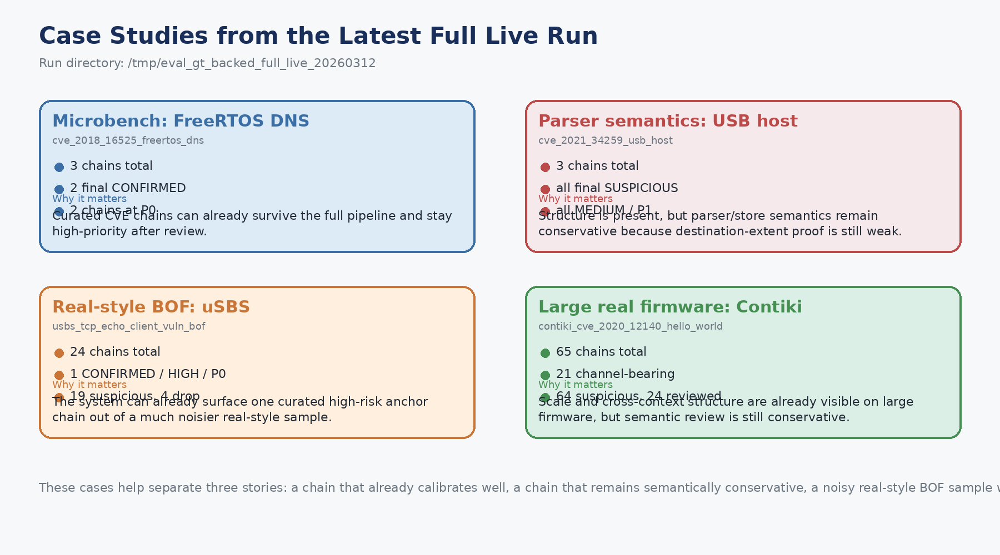 Case Studies from the Latest Full Live Run
Run directory: /tmp/eval_gt_backed_full_live_20260312
Microbench: FreeRTOS DNS
cve_2018_16525_freertos_dns
3 chains total
2 final CONFIRMED
Why it matters
2 chains at P0
Curated CVE chains can already survive the full pipeline and stay
high-priority after review.
Parser semantics: USB host
cve_2021_34259_usb_host
3 chains total
all final SUSPICIOUS
Why it matters
all MEDIUM / P1
Structure is present, but parser/store semantics remain
conservative because destination-extent proof is still weak.
Real-style BOF: uSBS
usbs_tcp_echo_client_vuln_bof
24 chains total
1 CONFIRMED / HIGH / P0
Why it matters
19 suspicious, 4 drop
The system can already surface one curated high-risk anchor
chain out of a much noisier real-style sample.
Large real firmware: Contiki
contiki_cve_2020_12140_hello_world
65 chains total
21 channel-bearing
Why it matters
64 suspicious, 24 reviewed
Scale and cross-context structure are already visible on large
firmware, but semantic review is still conservative.
These cases help separate three stories: a chain that already calibrates well, a chain that remains semantically conservative, a noisy real-style BOF sample